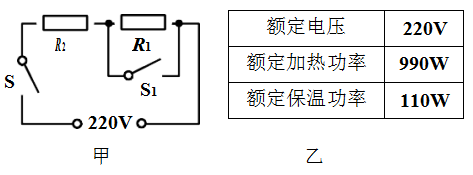 R2 R1
S S1
220V
甲
额定电压 220V
额定加热功率 990W
额定保温功率 110W
乙